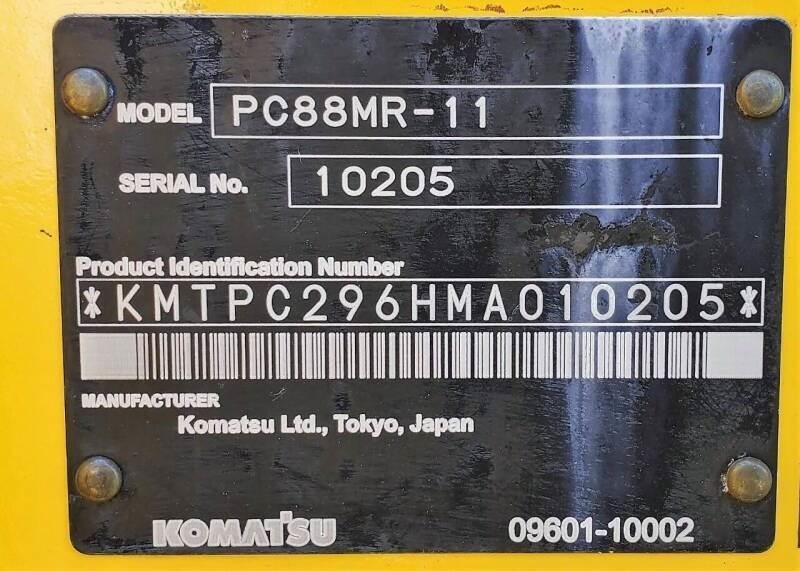 MODEL PC88MR-11
SERIAL No. 10205
Product Identification Number
*KMTPC296HMA010205*
MANUFACTURER
Komatsu Ltd., Tokyo, Japan
KOMATSU 09601-10002